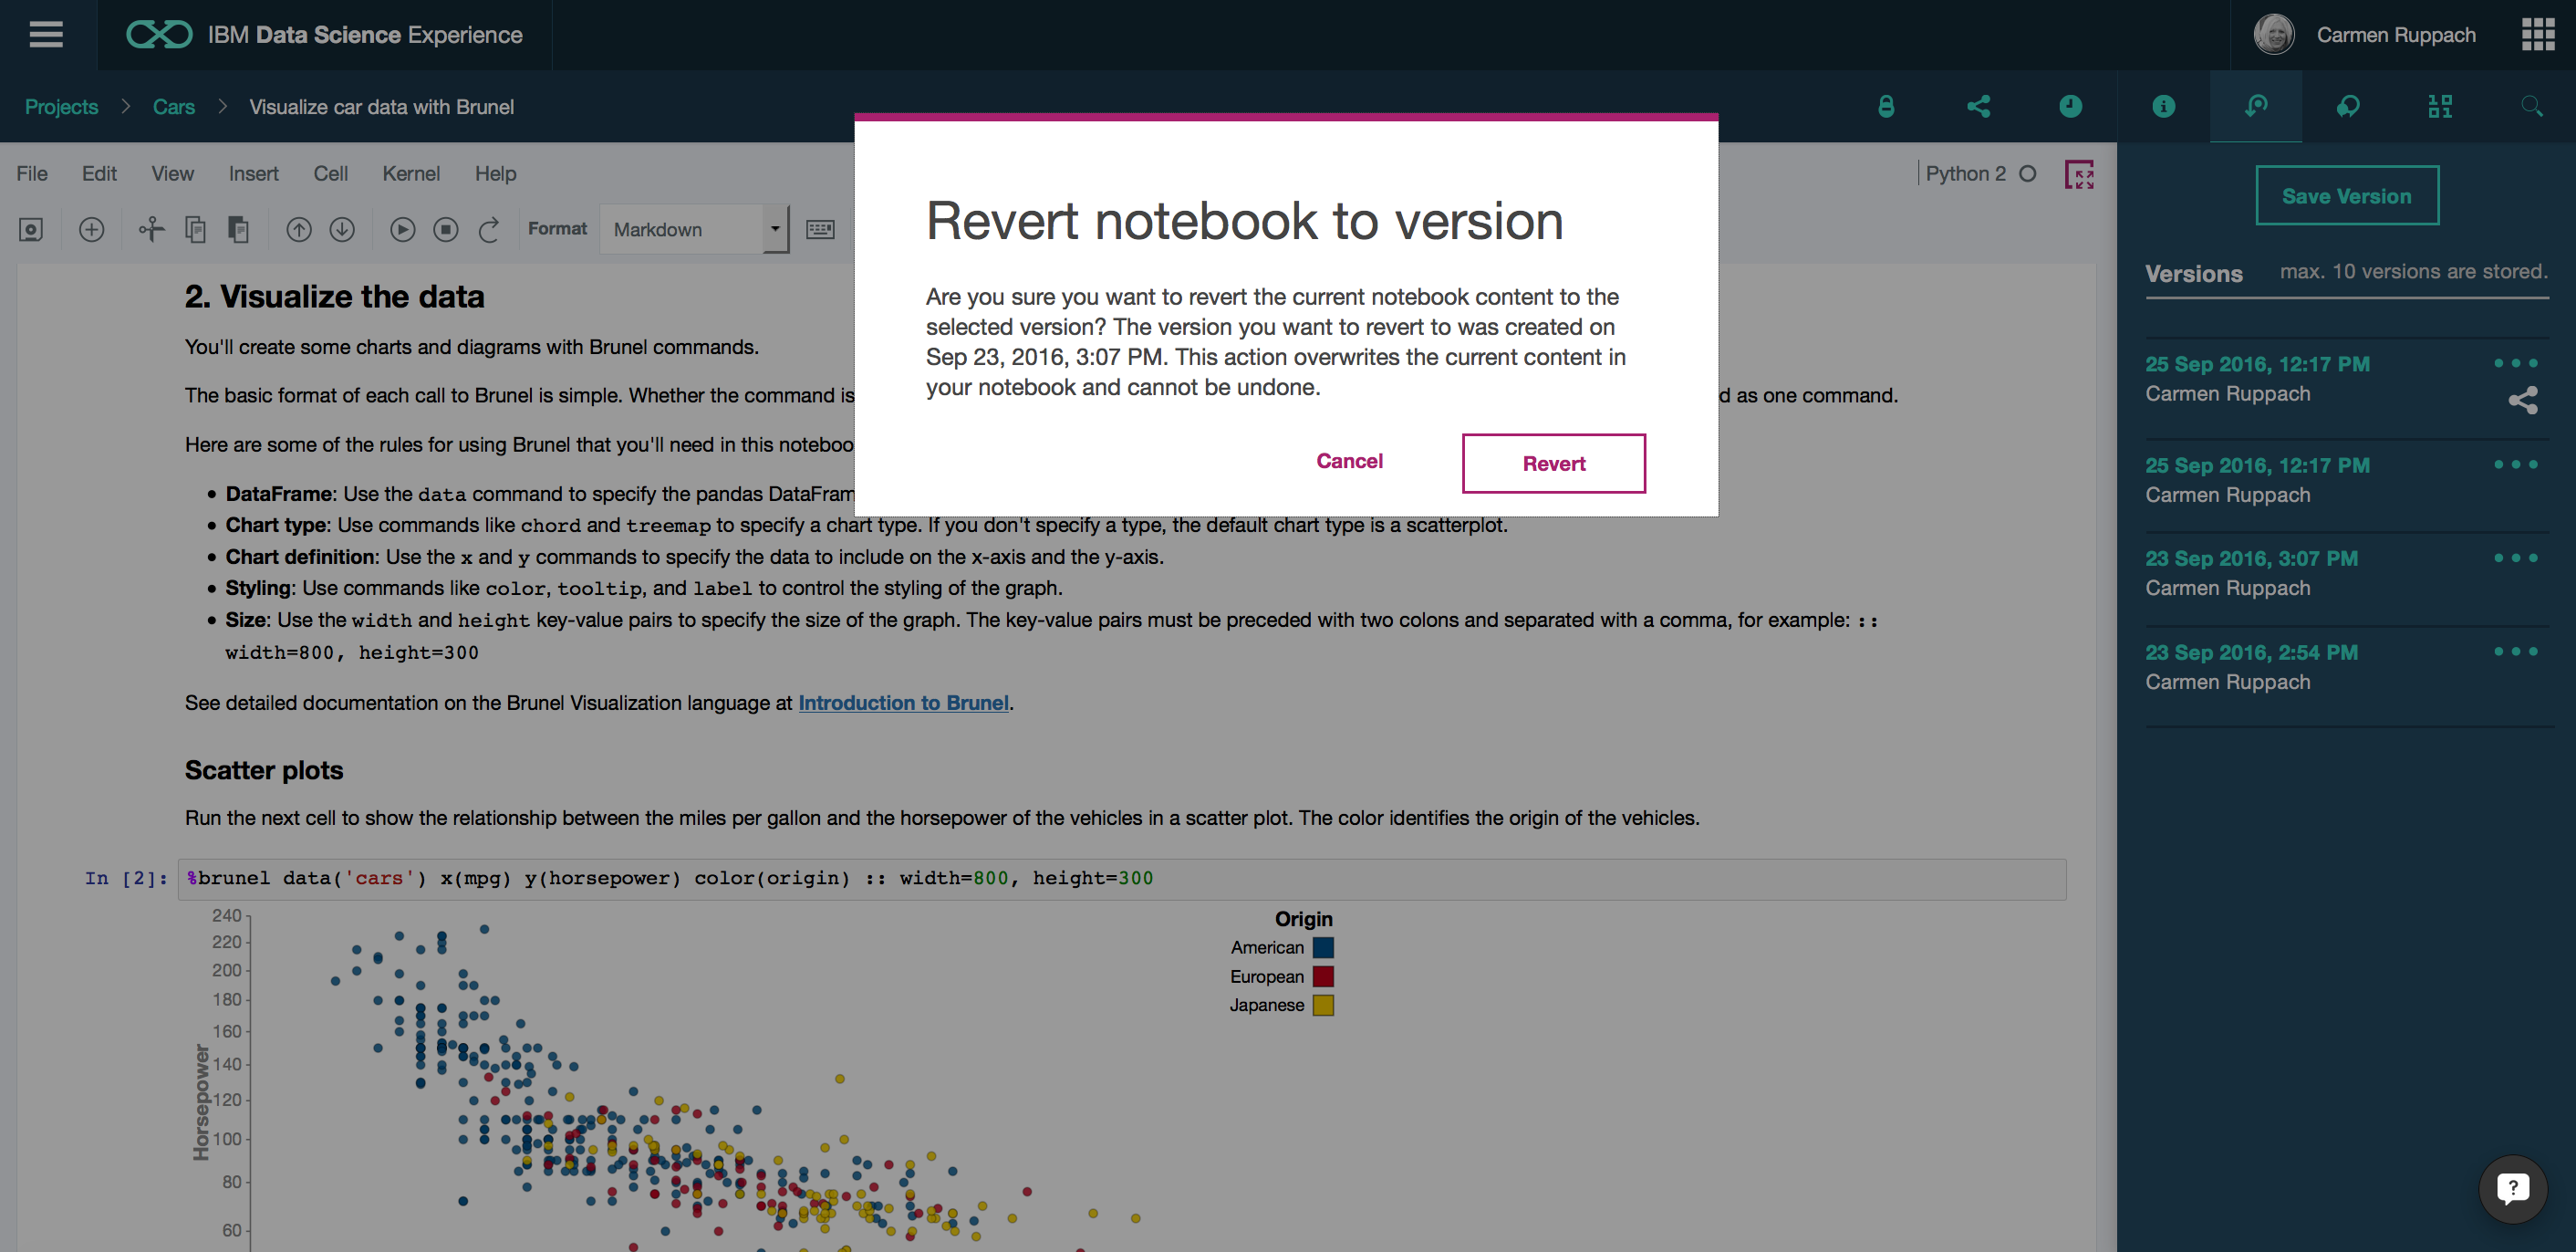 IBM Data Science Experience
Carmen Ruppach
Projects > Cars > Visualize car data with Brunel
File Edit View Insert Cell Kernel Help
Python 2
Format Markdown
Revert notebook to version
Are you sure you want to revert the current notebook content to the
selected version? The version you want to revert to was created on
Sep 23, 2016, 3:07 PM. This action overwrites the current content in
your notebook and cannot be undone.
Cancel
Revert
2. Visualize the data
You'll create some charts and diagrams with Brunel commands.
The basic format of each call to Brunel is simple. Whether the command is
d as one command.
Here are some of the rules for using Brunel that you'll need in this noteboo
• DataFrame: Use the data command to specify the pandas DataFram
• Chart type: Use commands like chord and treemap to specify a chart type. If you don't specify a type, the default chart type is a scatterplot.
• Chart definition: Use the x and y commands to specify the data to include on the x-axis and the y-axis.
• Styling: Use commands like color, tooltip, and label to control the styling of the graph.
• Size: Use the width and height key-value pairs to specify the size of the graph. The key-value pairs must be preceded with two colons and separated with a comma, for example: ::
width=800, height=300
See detailed documentation on the Brunel Visualization language at Introduction to Brunel.
Scatter plots
Run the next cell to show the relationship between the miles per gallon and the horsepower of the vehicles in a scatter plot. The color identifies the origin of the vehicles.
In [2]: %brunel data('cars') x(mpg) y(horsepower) color(origin) :: width=800, height=300
240
220
200
180
160
140
120
100
80
60
Horsepower
Origin
American
European
Japanese
Save Version
Versions max. 10 versions are stored.
25 Sep 2016, 12:17 PM
Carmen Ruppach
25 Sep 2016, 12:17 PM
Carmen Ruppach
23 Sep 2016, 3:07 PM
Carmen Ruppach
23 Sep 2016, 2:54 PM
Carmen Ruppach
?